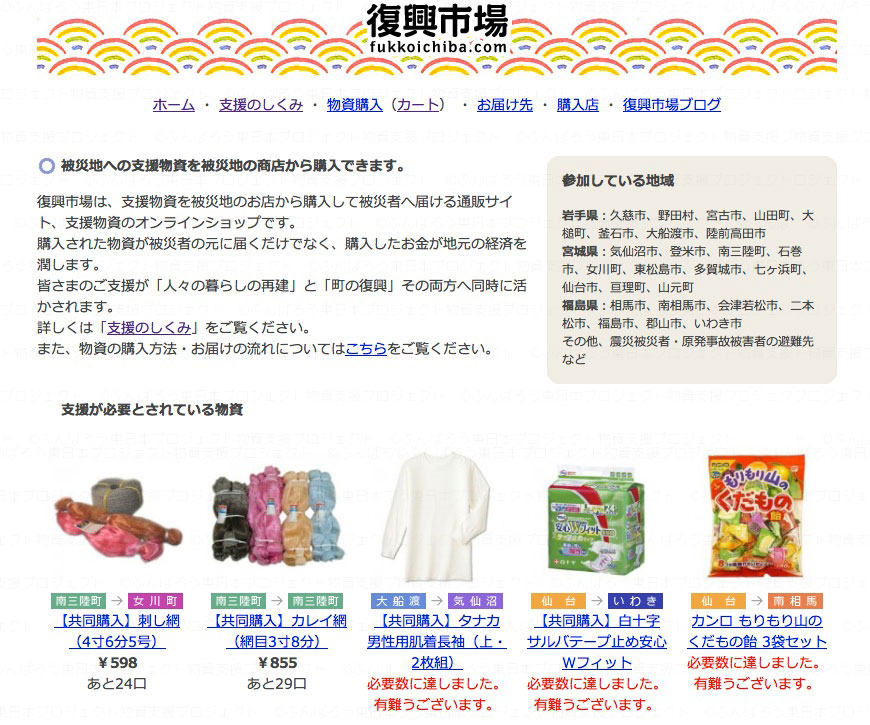 復興市場
fukkoichiba.com
ホーム ・ 支援のしくみ ・ 物資購入（カート） ・ お届け先 ・ 購入店 ・ 復興市場ブログ
被災地への支援物資を被災地の商店から購入できます。
復興市場は、支援物資を被災地のお店から購入して被災者へ届ける通販サイ
ト、支援物資のオンラインショップです。
購入された物資が被災者の元に届くだけでなく、購入したお金が地元の経済を
潤します。
皆さまのご支援が「人々の暮らしの再建」と「町の復興」その両方へ同時に活
かされます。
詳しくは「支援のしくみ」をご覧ください。
また、物資の購入方法・お届けの流れについてはこちらをご覧ください。
参加している地域
岩手県：久慈市、野田村、宮古市、山田町、大
槌町、釜石市、大船渡市、陸前高田市
宮城県：気仙沼市、登米市、南三陸町、石巻
市、女川町、東松島市、多賀城市、七ヶ浜町、
仙台市、亘理町、山元町
福島県：相馬市、南相馬市、会津若松市、二本
松市、福島市、郡山市、いわき市
その他、震災被災者・原発事故被害者の避難先
など
支援が必要とされている物資
カンロ
もりもり山の
くだもの
飴
南三陸町 → 女川町
【共同購入】刺し網
（4寸6分5号）
￥598
あと24口
南三陸町 → 南三陸町
【共同購入】カレイ網
（網目3寸8分）
￥855
あと29口
大船渡 → 気仙沼
【共同購入】タナカ
男性用肌着長袖（上・
2枚組）
必要数に達しました。
有難うございます。
仙台 → いわき
【共同購入】白十字
サルバテープ止め安心
Wフィット
必要数に達しました。
有難うございます。
仙台 → 南相馬
カンロ もりもり山の
くだもの飴 3袋セット
必要数に達しました。
有難うございます。